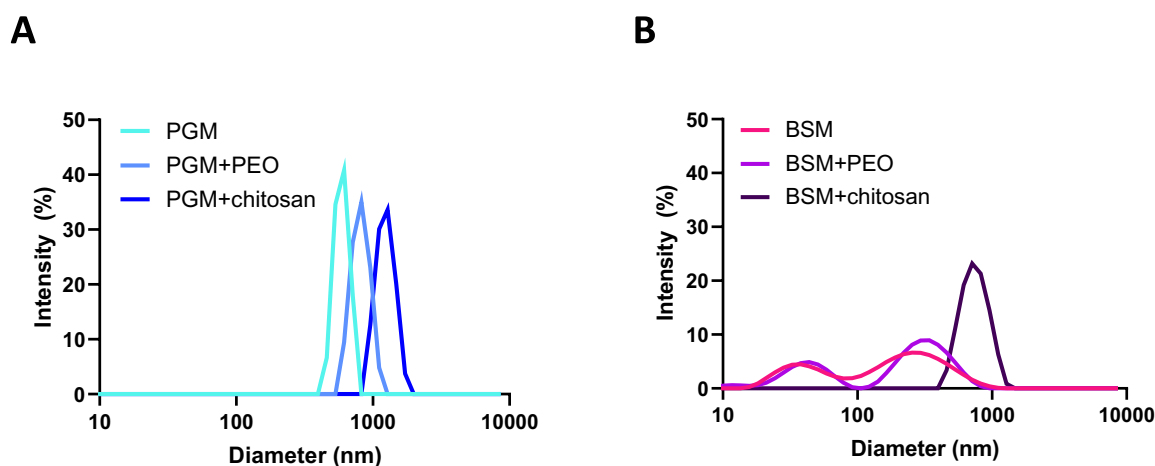 A
B
50
40
30
20
10
0
Intensity (%)
PGM
PGM+PEO
PGM+chitosan
10
100
1000
10000
Diameter (nm)
50
40
30
20
10
0
Intensity (%)
BSM
BSM+PEO
BSM+chitosan
10
100
1000
10000
Diameter (nm)